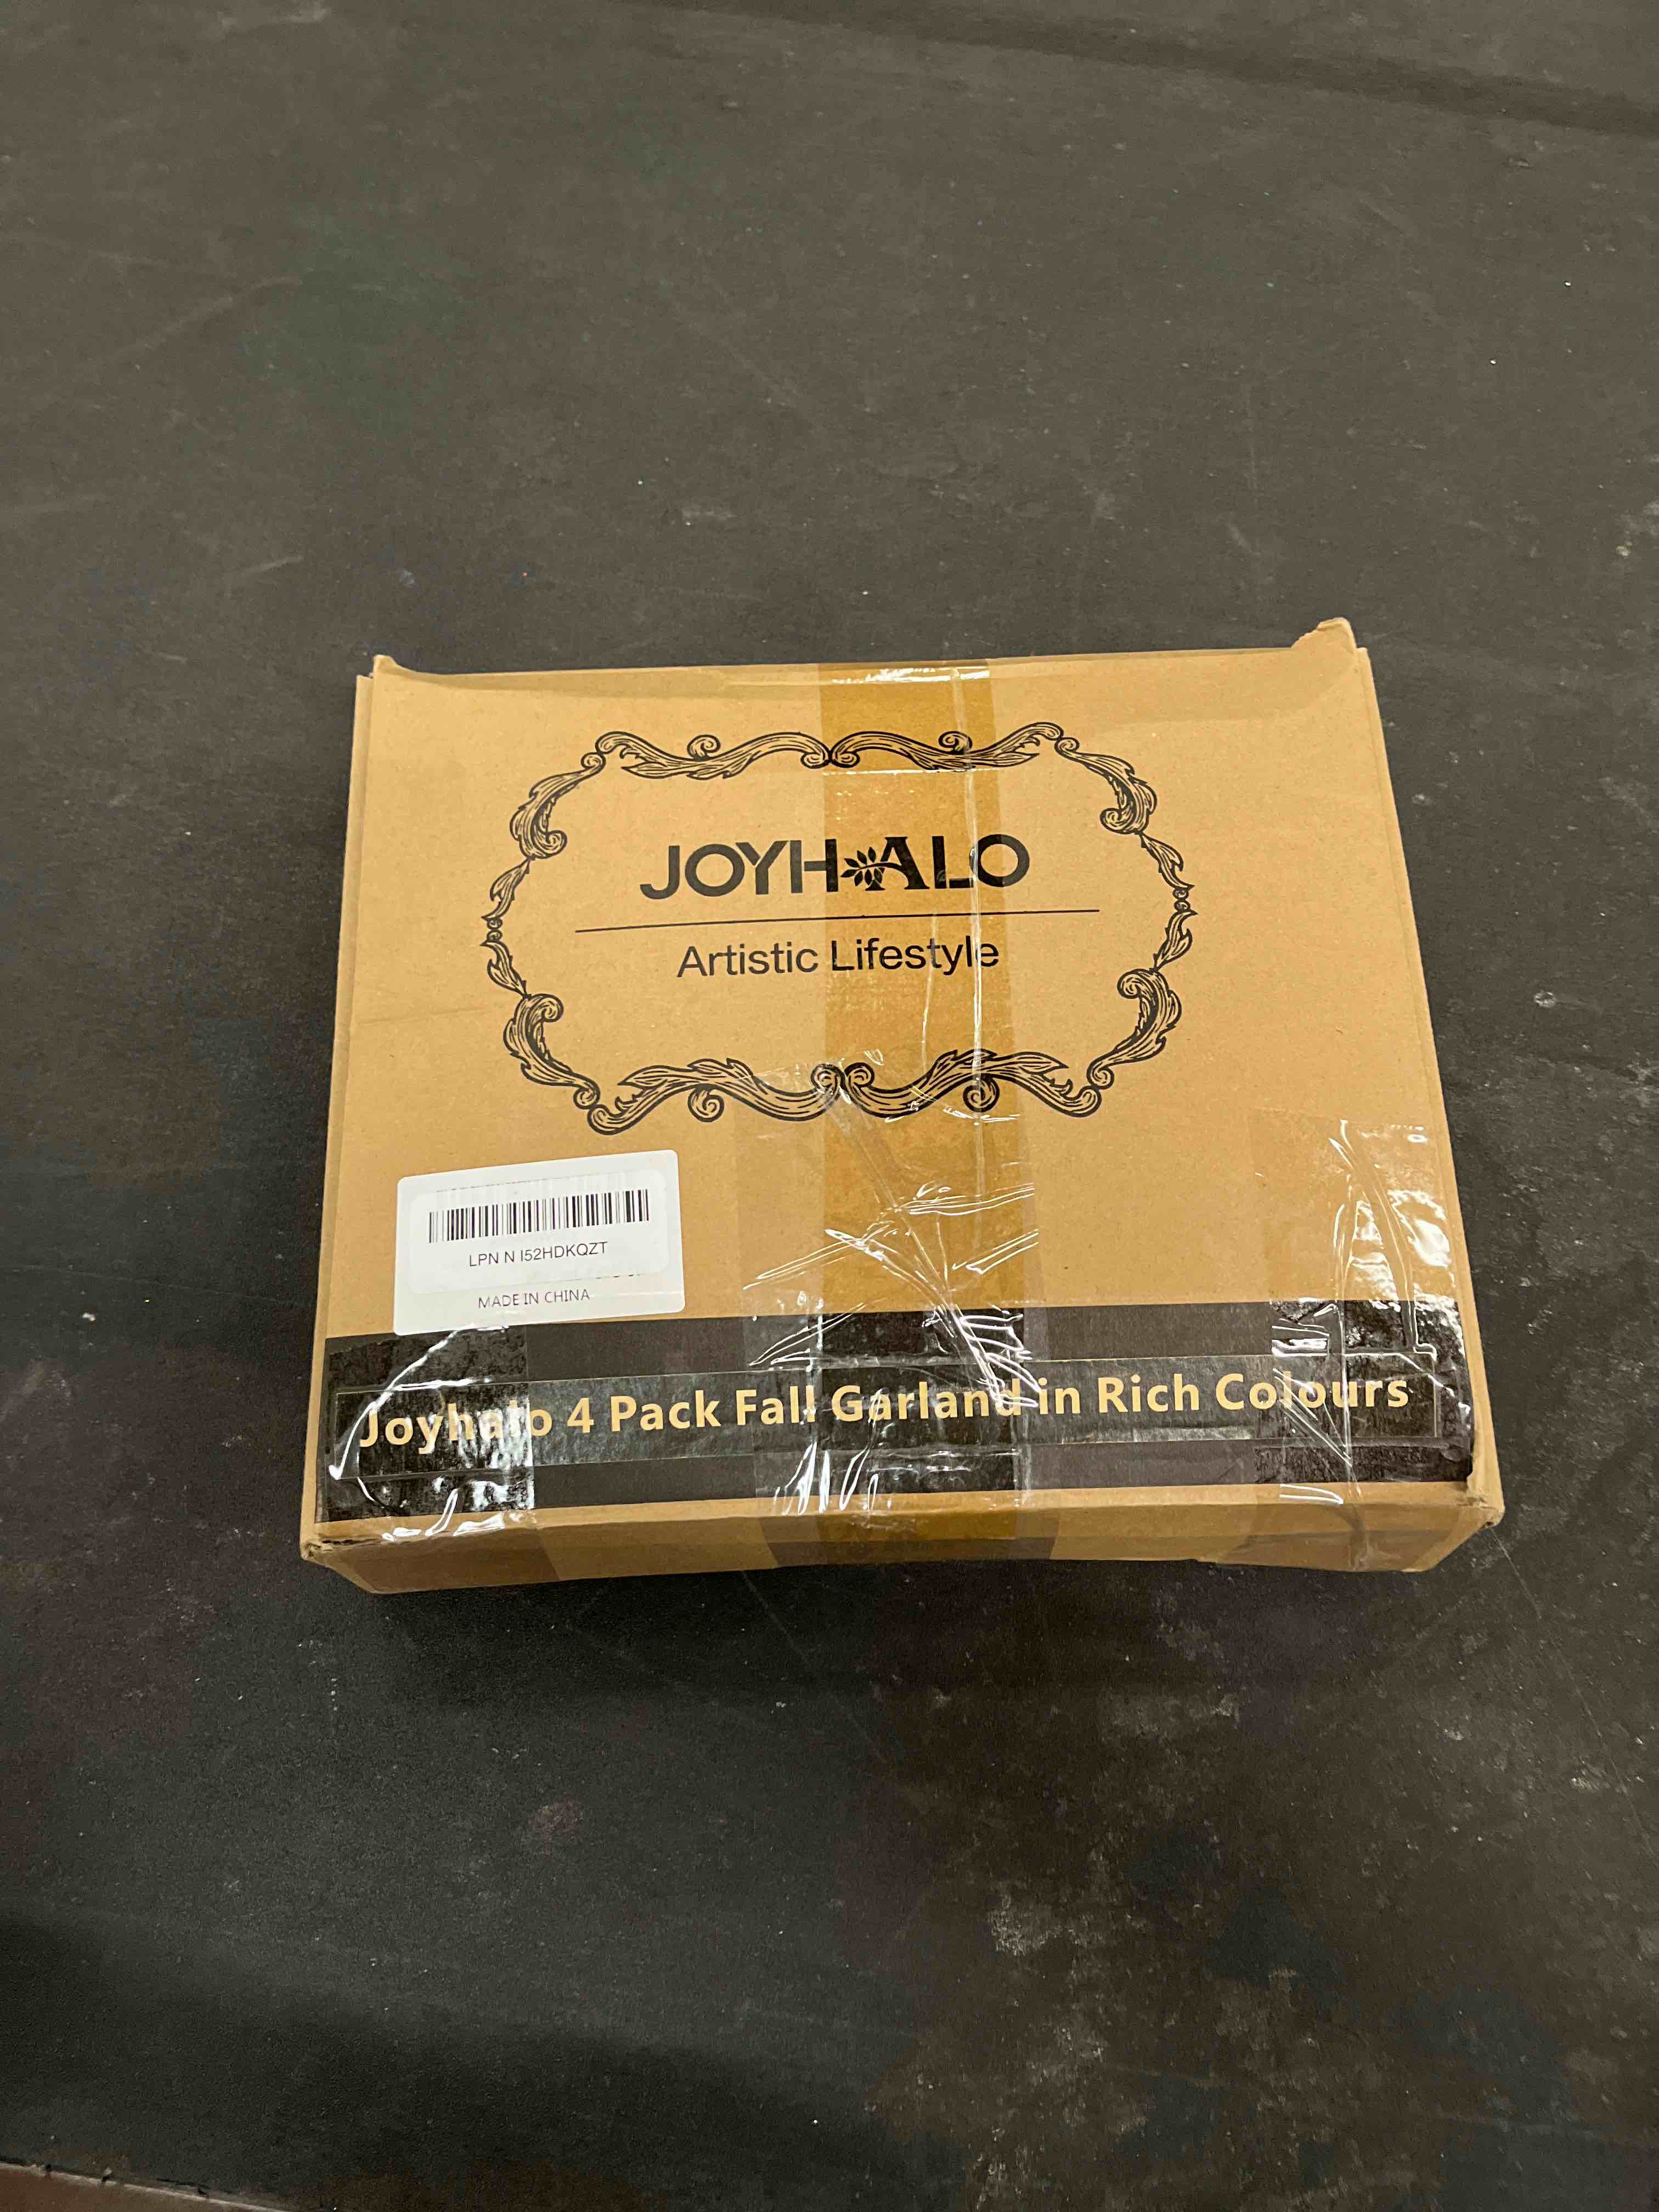 JOYHALO
Artistic Lifestyle
LPN N I52HDKQZT
MADE IN CHINA
Joyhalo 4 Pack Fall Garland in Rich Colours